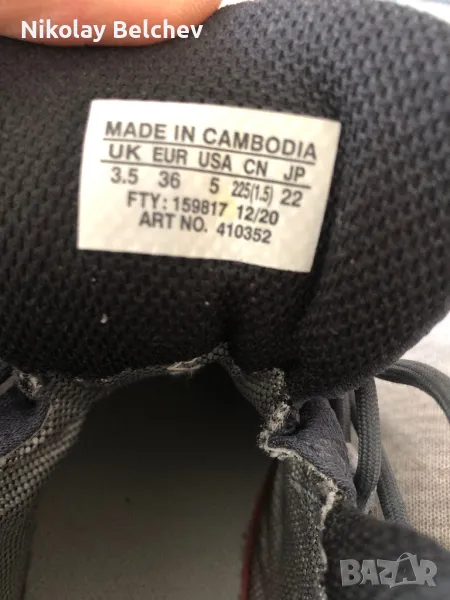 Nikolay Belchev
MADE IN CAMBODIA
UK EUR USA CN JP
3.5 36 5 225(1.5) 22
FTY: 159817 12/20
ART NO. 410352
BAZAR